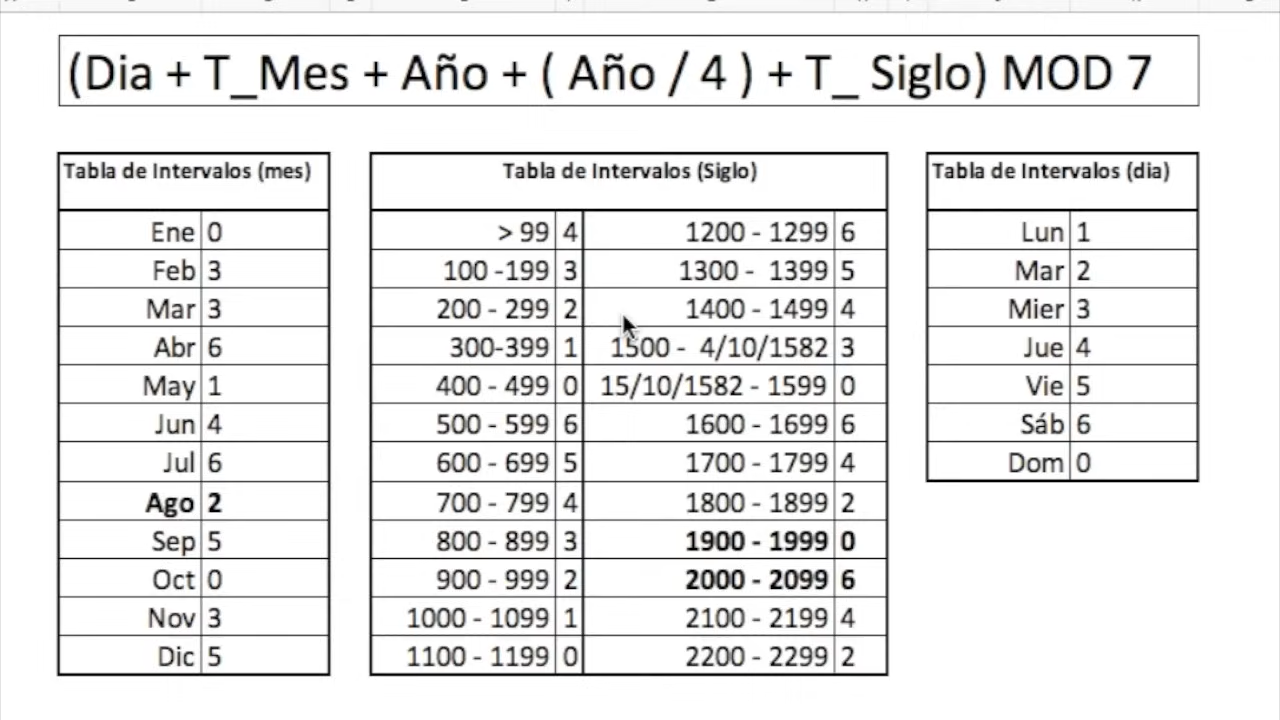 (Dia + T_Mes + Año + ( Año / 4 ) + T_ Siglo) MOD 7
Tabla de Intervalos (mes)
Ene 0
Feb 3
Mar 3
Abr 6
May 1
Jun 4
Jul 6
Ago 2
Sep 5
Oct 0
Nov 3
Dic 5
Tabla de Intervalos (Siglo)
> 99 4 1200 - 1299 6
100 -199 3 1300 - 1399 5
200 - 299 2 1400 - 1499 4
300-399 1 1500 - 4/10/1582 3
400 - 499 0 15/10/1582 - 1599 0
500 - 599 6 1600 - 1699 6
600 - 699 5 1700 - 1799 4
700 - 799 4 1800 - 1899 2
800 - 899 3 1900 - 1999 0
900 - 999 2 2000 - 2099 6
1000 - 1099 1 2100 - 2199 4
1100 - 1199 0 2200 - 2299 2
Tabla de Intervalos (dia)
Lun 1
Mar 2
Mier 3
Jue 4
Vie 5
Sáb 6
Dom 0